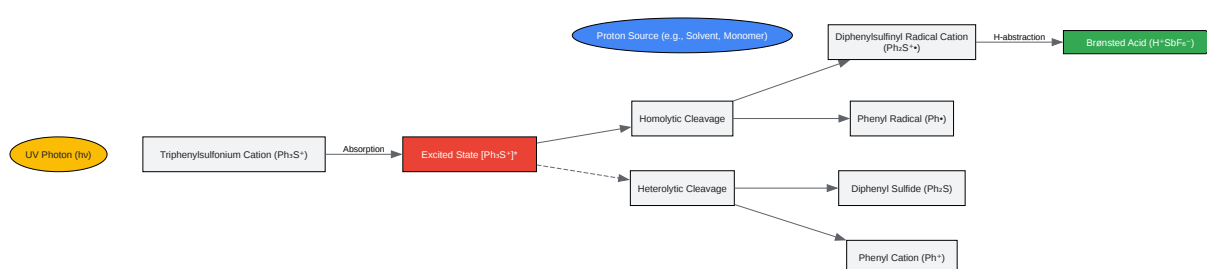 Proton Source (e.g., Solvent, Monomer)
Diphenylsulfinyl Radical Cation
(Ph₂S⁺•)
H-abstraction
Brønsted Acid (H⁺SbF₆⁻)
Homolytic Cleavage
Phenyl Radical (Ph•)
UV Photon (hν)
Triphenylsulfonium Cation (Ph₃S⁺)
Absorption
Excited State [Ph₃S⁺]*
Heterolytic Cleavage
Diphenyl Sulfide (Ph₂S)
Phenyl Cation (Ph⁺)